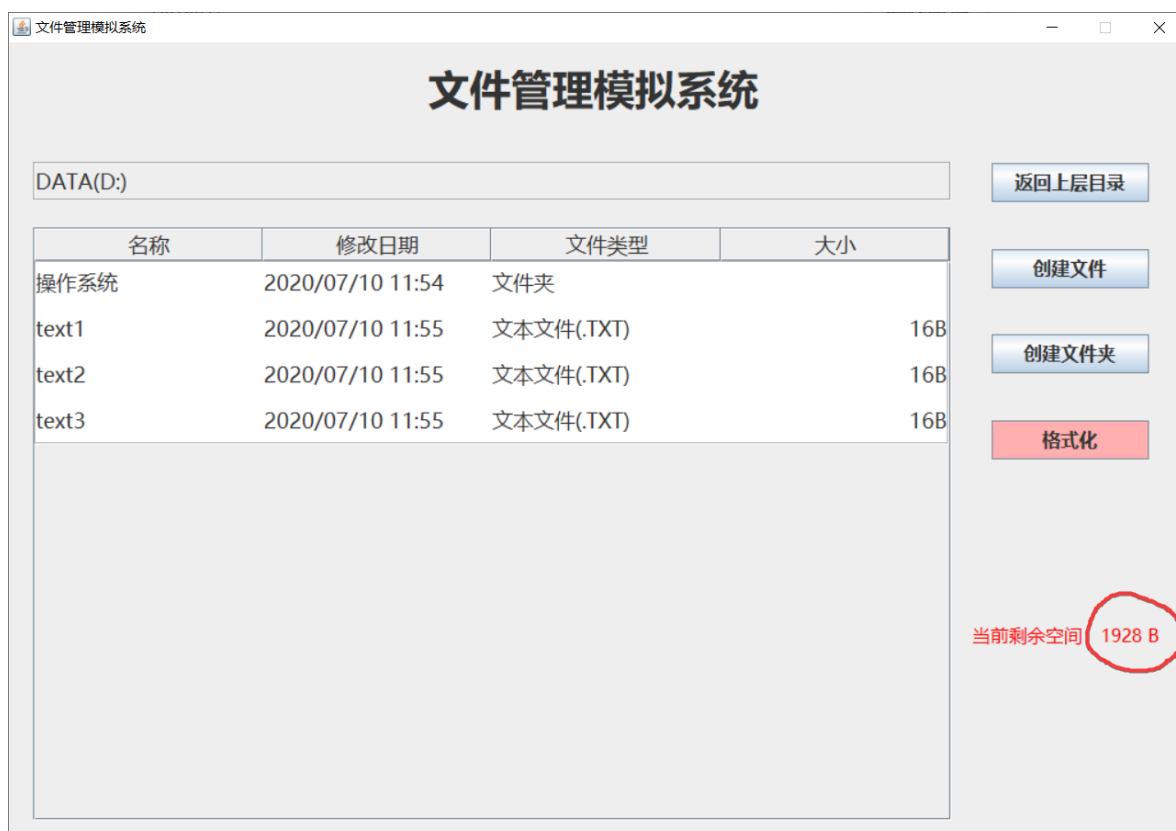 文件管理模拟系统
文件管理模拟系统
DATA(D:)
返回上层目录
名称 修改日期 文件类型 大小
操作系统 2020/07/10 11:54 文件夹
text1 2020/07/10 11:55 文本文件(.TXT) 16B
text2 2020/07/10 11:55 文本文件(.TXT) 16B
text3 2020/07/10 11:55 文本文件(.TXT) 16B
创建文件
创建文件夹
格式化
当前剩余空间 1928 B